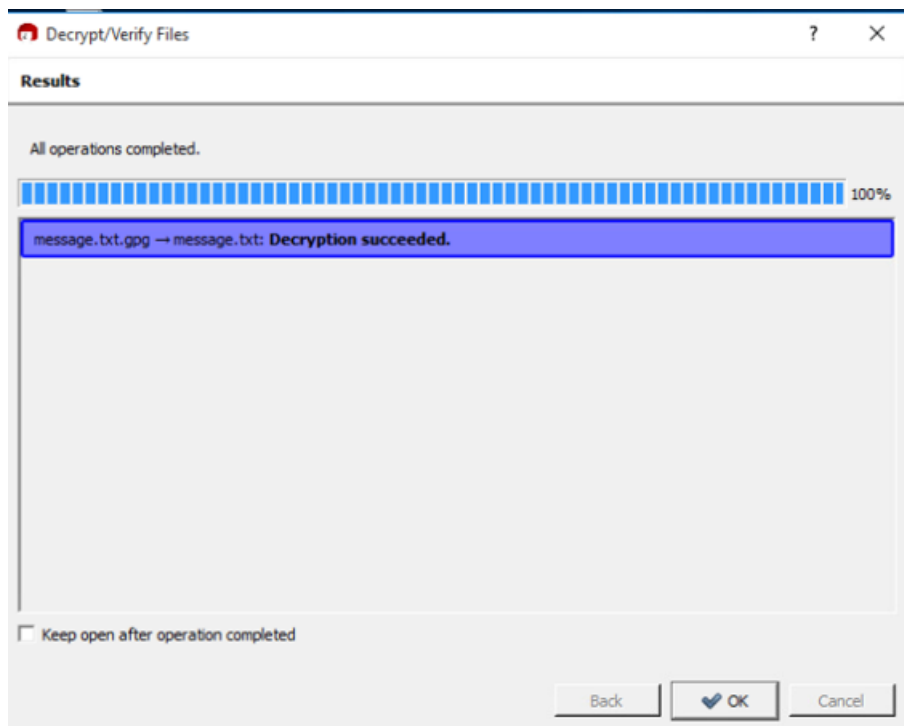 Decrypt/Verify Files
Results
All operations completed.
100%
message.txt.gpg → message.txt: Decryption succeeded.
Keep open after operation completed
Back OK Cancel